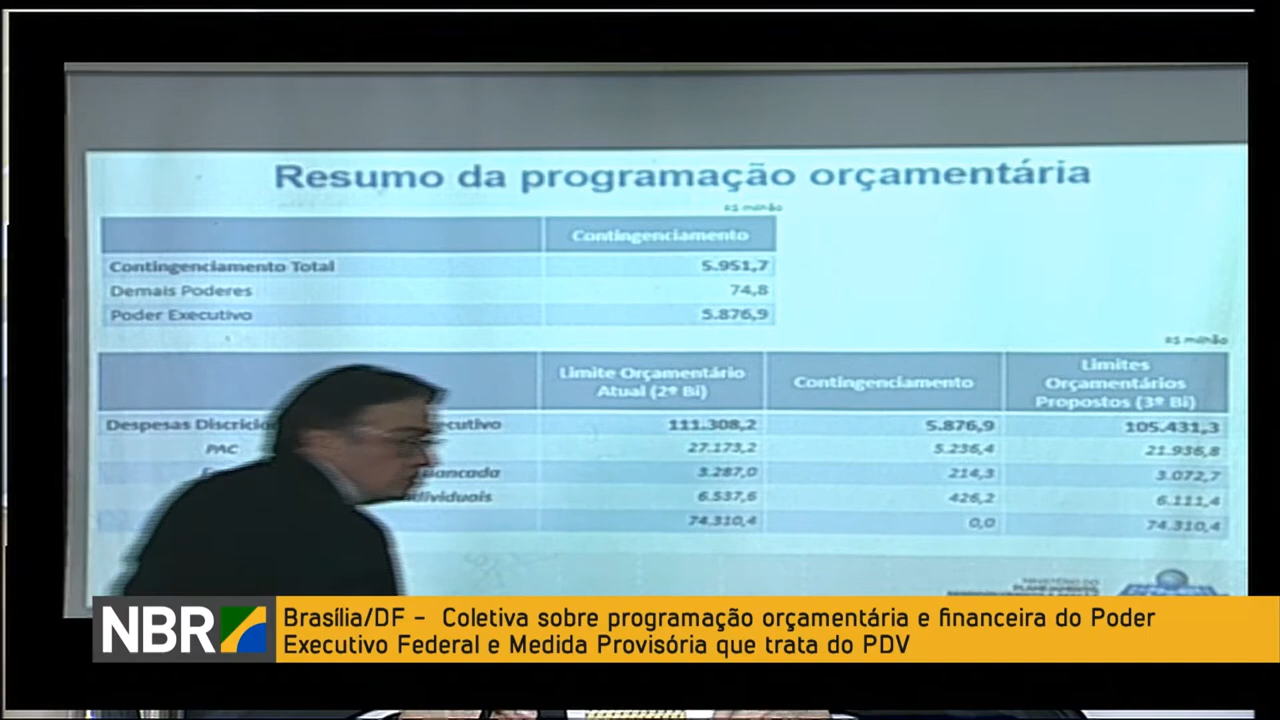 Resumo da programação orçamentária
R$ milhão
Contingenciamento
Contingenciamento Total 5.951,7
Demais Poderes 74,8
Poder Executivo 5.876,9
R$ milhão
Limite Orçamentário Atual (2º Bi) Contingenciamento Limites Orçamentários Propostos (3º Bi)
Despesas 111.308,2 5.876,9 105.431,3
PAC 27.173,2 5.236,4 21.936,8
3.287,0 214,3 3.072,7
6.537,6 426,2 6.111,4
74.310,4 0,0 74.310,4
MINISTÉRIO DO
PLANEJAMENTO
NBR
Brasília/DF - Coletiva sobre programação orçamentária e financeira do Poder
Executivo Federal e Medida Provisória que trata do PDV